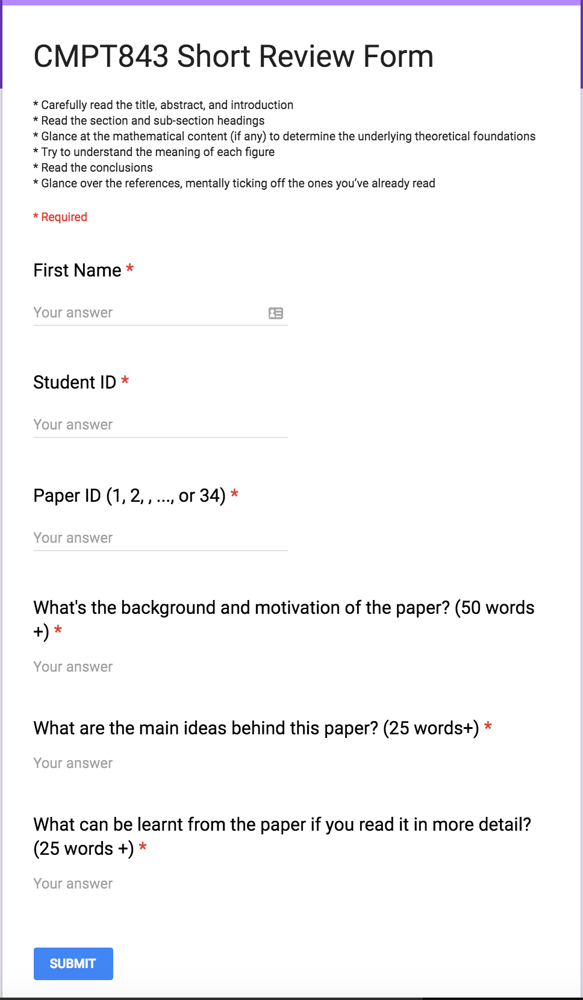 CMPT843 Short Review Form
* Carefully read the title, abstract, and introduction
* Read the section and sub-section headings
* Glance at the mathematical content (if any) to determine the underlying theoretical foundations
* Try to understand the meaning of each figure
* Read the conclusions
* Glance over the references, mentally ticking off the ones you’ve already read
* Required
First Name *
Your answer
Student ID *
Your answer
Paper ID (1, 2, , ..., or 34) *
Your answer
What's the background and motivation of the paper? (50 words
+) *
Your answer
What are the main ideas behind this paper? (25 words+) *
Your answer
What can be learnt from the paper if you read it in more detail?
(25 words +) *
Your answer
SUBMIT